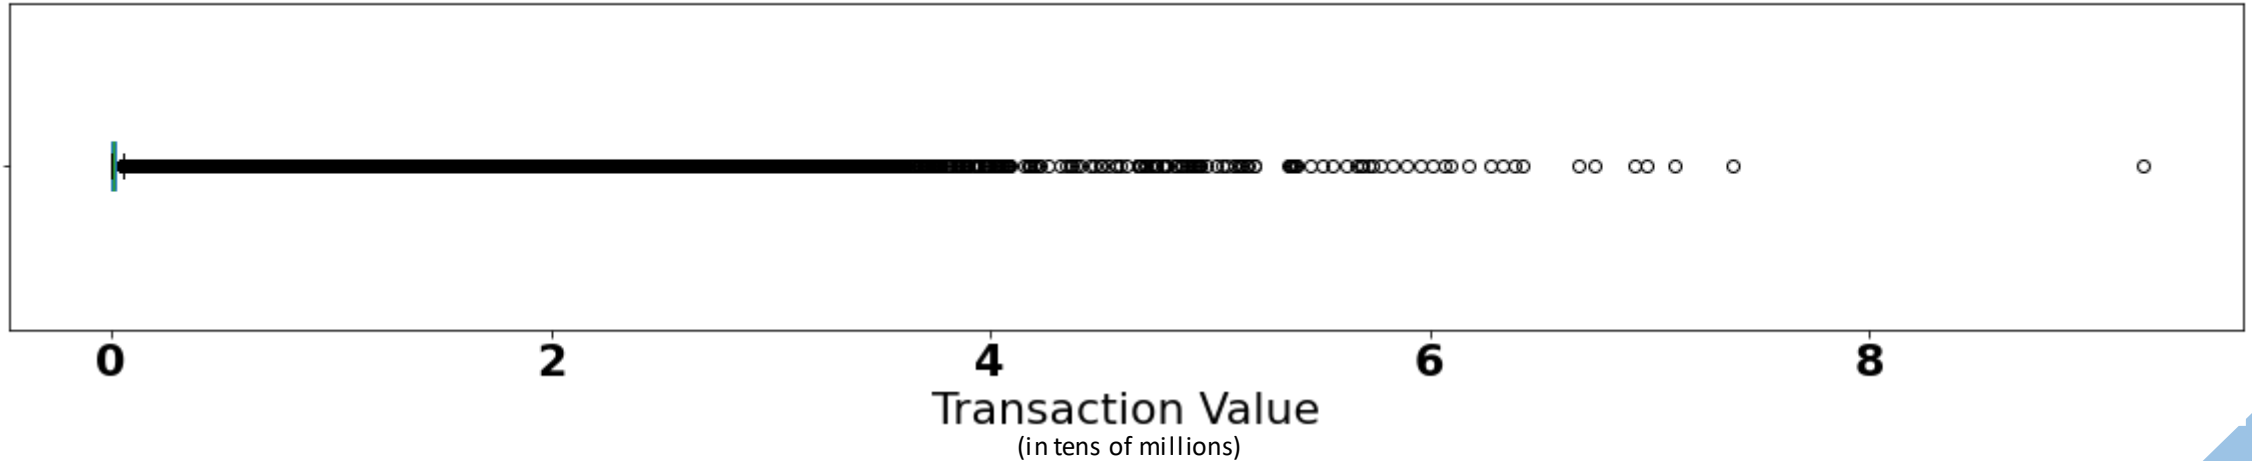 0 2 4 6 8
Transaction Value
(in tens of millions)